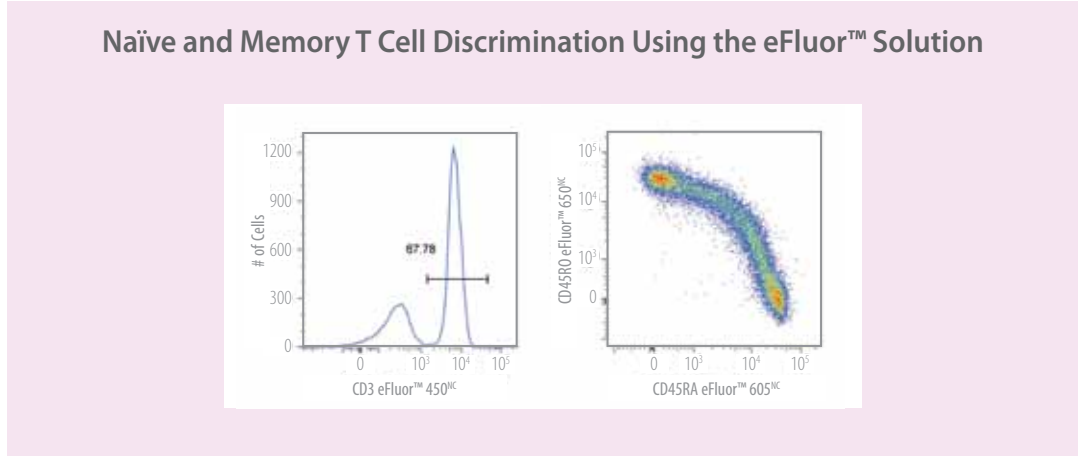 Naïve and Memory T Cell Discrimination Using the eFluor™ Solution
1200
900
600
300
0
# of Cells
67.78
0 10³ 10⁴ 10⁵
CD3 eFluor™ 450ᴺᶜ
10⁵
10⁴
10³
0
CD45RO eFluor™ 650ᴺᶜ
0 10³ 10⁴ 10⁵
CD45RA eFluor™ 605ᴺᶜ